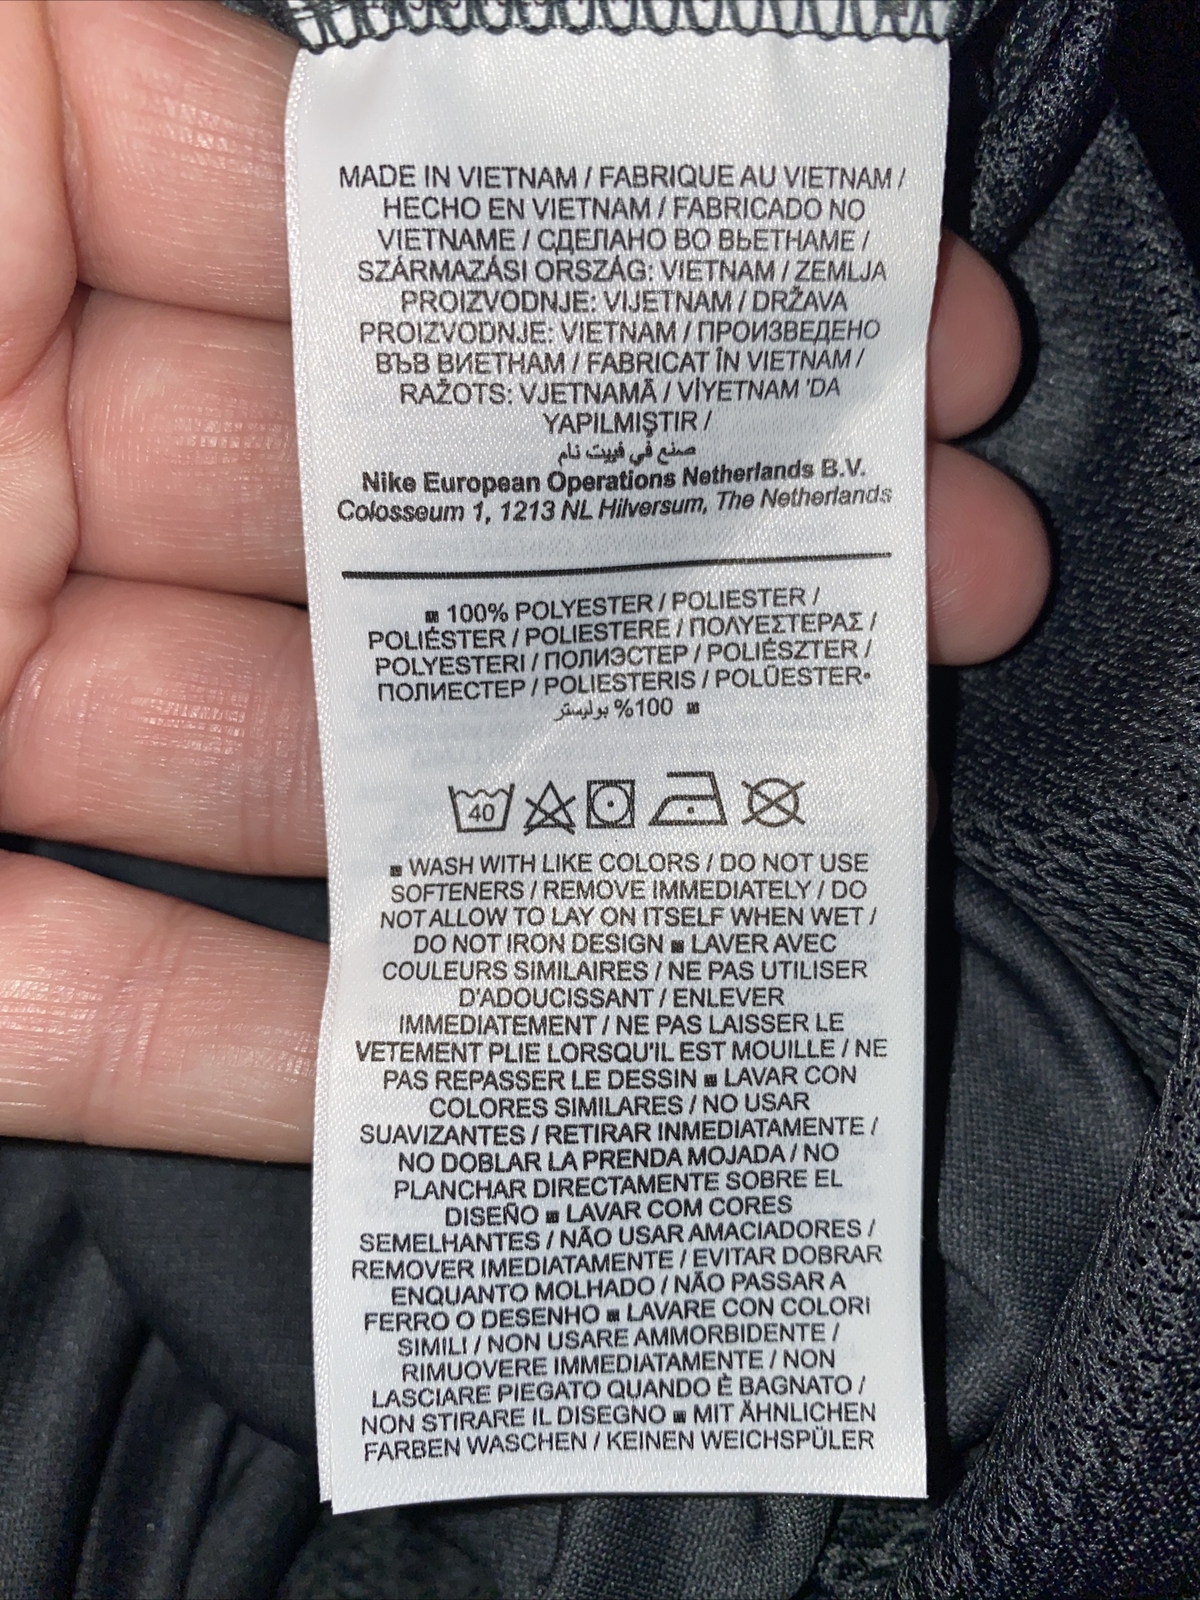 MADE IN VIETNAM / FABRIQUE AU VIETNAM /
HECHO EN VIETNAM / FABRICADO NO
VIETNAME / СДЕЛАНО ВО ВЬЕТНАМЕ /
SZÁRMAZÁSI ORSZÁG: VIETNAM / ZEMLJA
PROIZVODNJE: VIJETNAM / DRŽAVA
PROIZVODNJE: VIETNAM / ПРОИЗВЕДЕНО
ВЪВ ВИЕТНАМ / FABRICAT ÎN VIETNAM /
RAŽOTS: VJETNAMĀ / VİYETNAM 'DA
YAPILMIŞTIR /
صنع في فييت نام
Nike European Operations Netherlands B.V.
Colosseum 1, 1213 NL Hilversum, The Netherlands
100% POLYESTER / POLIESTER /
POLIÉSTER / POLIESTERE / ΠΟΛΥΕΣΤΕΡΑΣ /
POLYESTERI / ПОЛИЭСТЕР / POLIÉSZTER /
ПОЛИЕСТЕР / POLIESTERIS / POLÜESTER•
100% بوليستر
40
WASH WITH LIKE COLORS / DO NOT USE
SOFTENERS / REMOVE IMMEDIATELY / DO
NOT ALLOW TO LAY ON ITSELF WHEN WET /
DO NOT IRON DESIGN ■ LAVER AVEC
COULEURS SIMILAIRES / NE PAS UTILISER
D'ADOUCISSANT / ENLEVER
IMMEDIATEMENT / NE PAS LAISSER LE
VETEMENT PLIE LORSQU'IL EST MOUILLE / NE
PAS REPASSER LE DESSIN ■ LAVAR CON
COLORES SIMILARES / NO USAR
SUAVIZANTES / RETIRAR INMEDIATAMENTE /
NO DOBLAR LA PRENDA MOJADA / NO
PLANCHAR DIRECTAMENTE SOBRE EL
DISEÑO ■ LAVAR COM CORES
SEMELHANTES / NÃO USAR AMACIADORES /
REMOVER IMEDIATAMENTE / EVITAR DOBRAR
ENQUANTO MOLHADO / NÃO PASSAR A
FERRO O DESENHO ■ LAVARE CON COLORI
SIMILI / NON USARE AMMORBIDENTE /
RIMUOVERE IMMEDIATAMENTE / NON
LASCIARE PIEGATO QUANDO È BAGNATO /
NON STIRARE IL DISEGNO ■ MIT ÄHNLICHEN
FARBEN WASCHEN / KEINEN WEICHSPÜLER